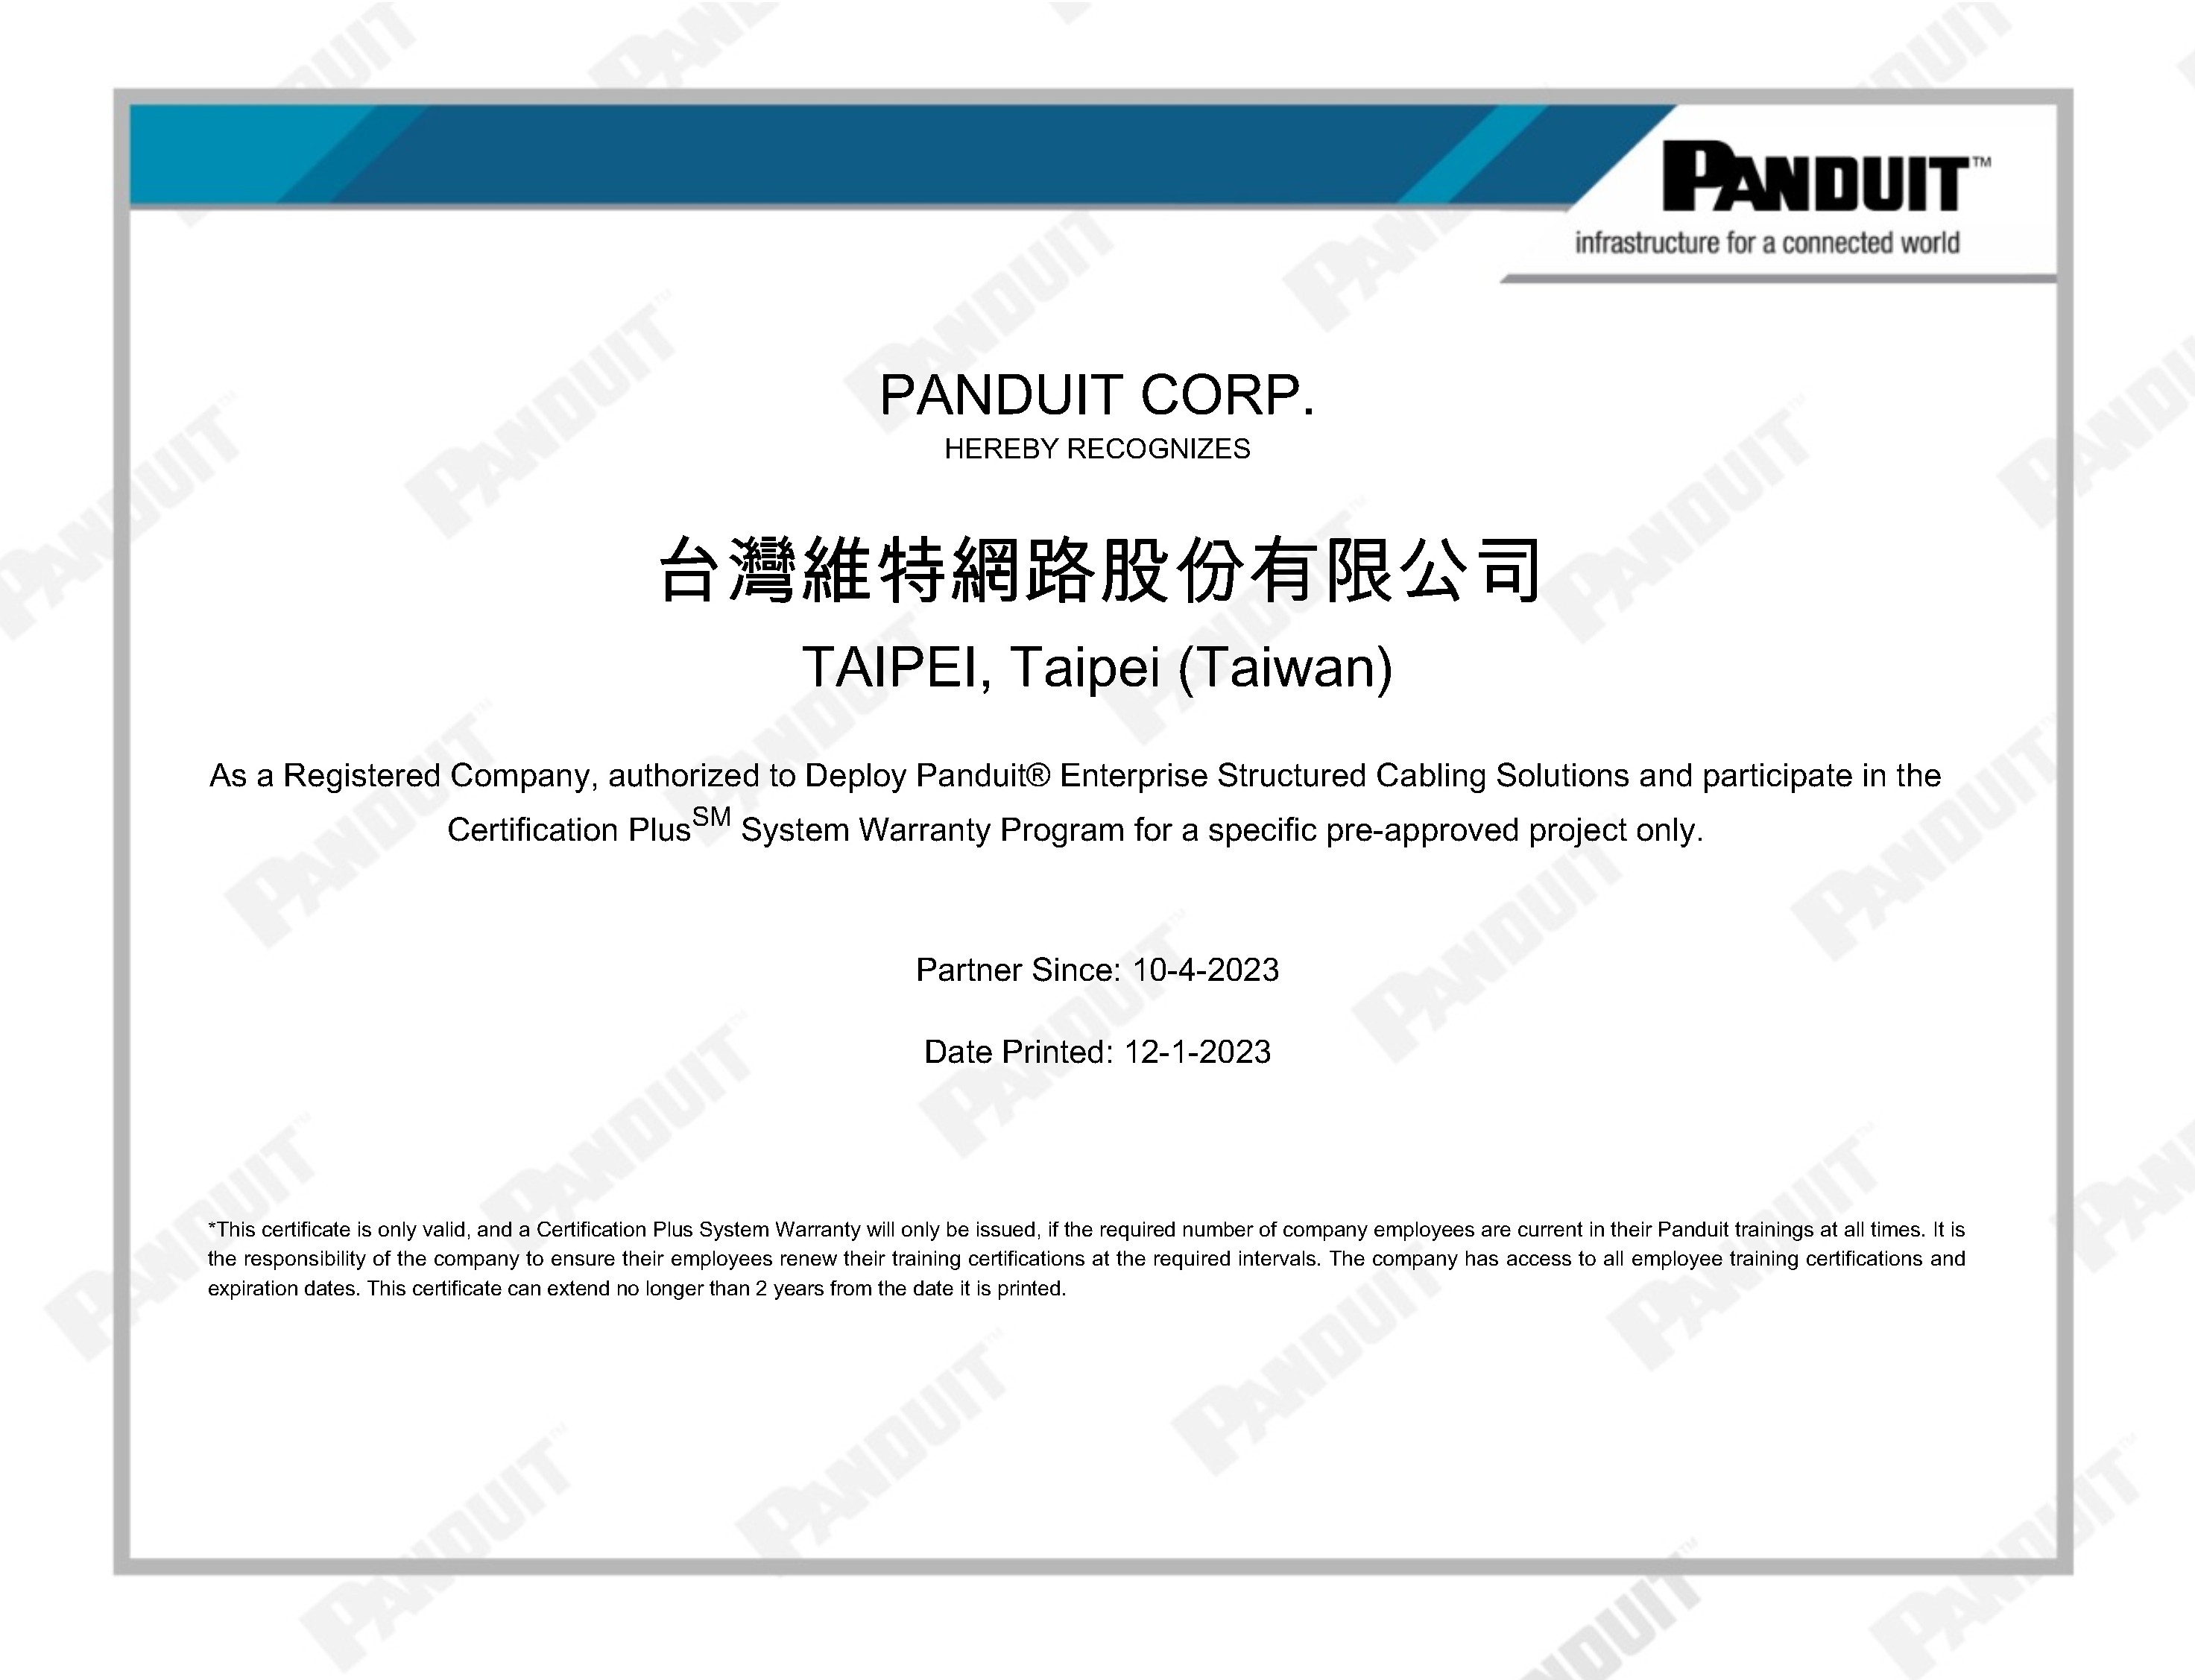 PANDUIT™
infrastructure for a connected world
PANDUIT CORP.
HEREBY RECOGNIZES
台灣維特網路股份有限公司
TAIPEI, Taipei (Taiwan)
As a Registered Company, authorized to Deploy Panduit® Enterprise Structured Cabling Solutions and participate in the
Certification Plus℠ System Warranty Program for a specific pre-approved project only.
Partner Since: 10-4-2023
Date Printed: 12-1-2023
*This certificate is only valid, and a Certification Plus System Warranty will only be issued, if the required number of company employees are current in their Panduit trainings at all times. It is
the responsibility of the company to ensure their employees renew their training certifications at the required intervals. The company has access to all employee training certifications and
expiration dates. This certificate can extend no longer than 2 years from the date it is printed.